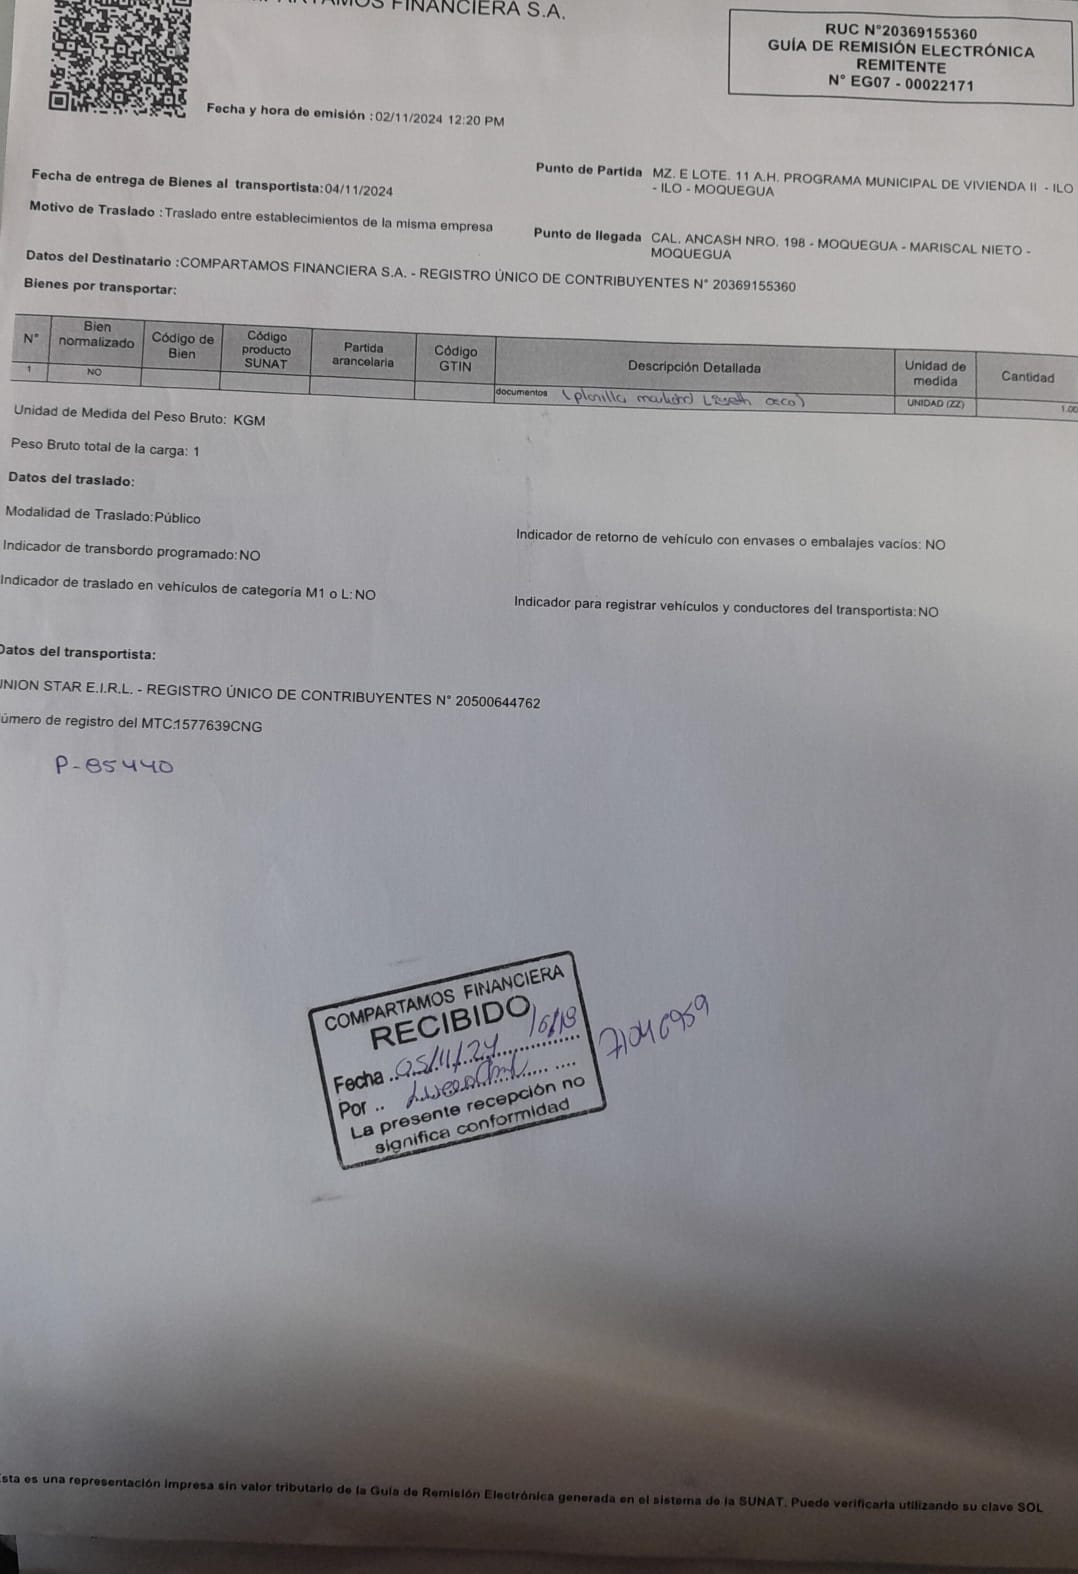 FINANCIERA S.A.
RUC N°20369155360
GUÍA DE REMISIÓN ELECTRÓNICA
REMITENTE
N° EG07 - 00022171
Fecha y hora de emisión :02/11/2024 12:20 PM
Fecha de entrega de Bienes al transportista:04/11/2024
Punto de Partida MZ. E LOTE. 11 A.H. PROGRAMA MUNICIPAL DE VIVIENDA II - ILO
- ILO - MOQUEGUA
Motivo de Traslado :Traslado entre establecimientos de la misma empresa
Punto de llegada CAL. ANCASH NRO. 198 - MOQUEGUA - MARISCAL NIETO -
MOQUEGUA
Datos del Destinatario :COMPARTAMOS FINANCIERA S.A. - REGISTRO ÚNICO DE CONTRIBUYENTES N° 20369155360
Bienes por transportar:
N° Bien normalizado Código de Bien Código producto SUNAT Partida arancelaria Código GTIN Descripción Detallada Unidad de medida Cantidad
1 NO documentos (planilla UNIDAD (ZZ) 1.00
Unidad de Medida del Peso Bruto: KGM
Peso Bruto total de la carga: 1
Datos del traslado:
Modalidad de Traslado:Público
Indicador de retorno de vehículo con envases o embalajes vacíos: NO
Indicador de transbordo programado:NO
Indicador de traslado en vehículos de categoría M1 o L:NO
Indicador para registrar vehículos y conductores del transportista:NO
Datos del transportista:
UNION STAR E.I.R.L. - REGISTRO ÚNICO DE CONTRIBUYENTES N° 20500644762
número de registro del MTC:1577639CNG
P-85440
COMPARTAMOS FINANCIERA
RECIBIDO
Fecha 05/11/24
Por
La presente recepción no
significa conformidad
71046959
Esta es una representación impresa sin valor tributario de la Guía de Remisión Electrónica generada en el sistema de la SUNAT. Puede verificarla utilizando su clave SOL